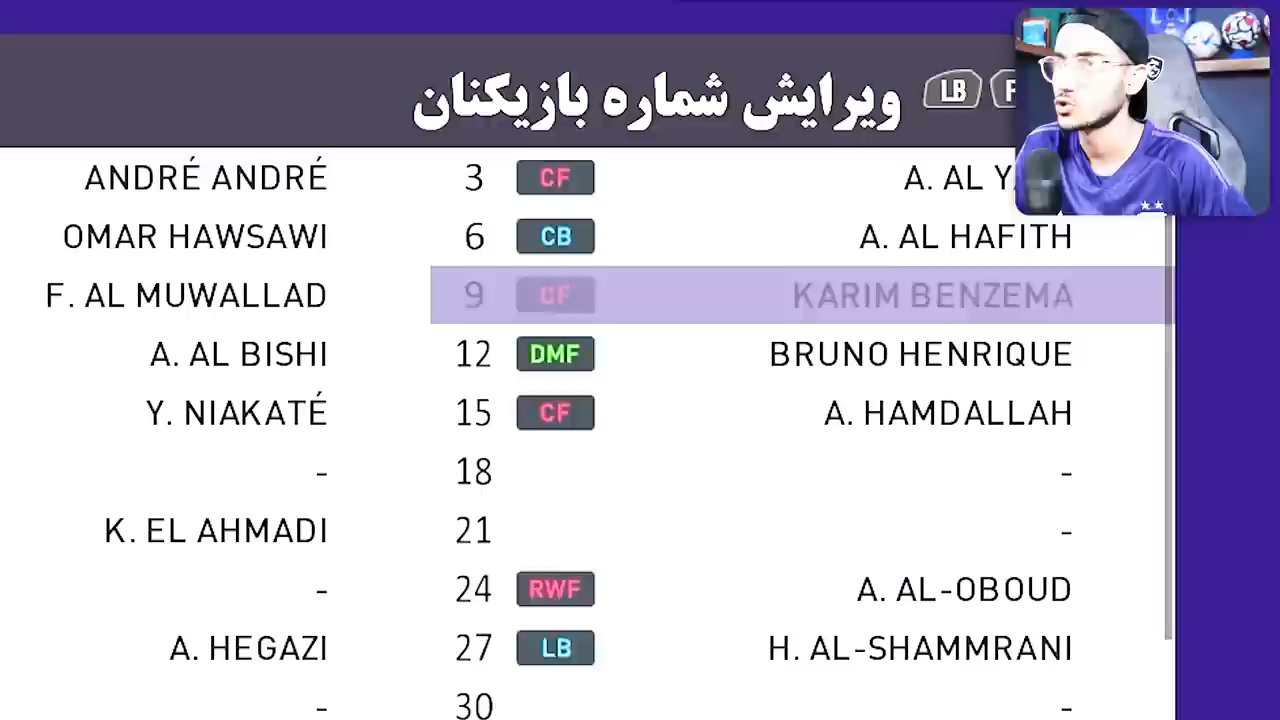 ویرایش شماره بازیکنان LB
ANDRÉ ANDRÉ 3 CF A. AL
OMAR HAWSAWI 6 CB A. AL HAFITH
F. AL MUWALLAD 9 CF KARIM BENZEMA
A. AL BISHI 12 DMF BRUNO HENRIQUE
Y. NIAKATÉ 15 CF A. HAMDALLAH
- 18 -
K. EL AHMADI 21 -
- 24 RWF A. AL-OBOUD
A. HEGAZI 27 LB H. AL-SHAMMRANI
- 30 -